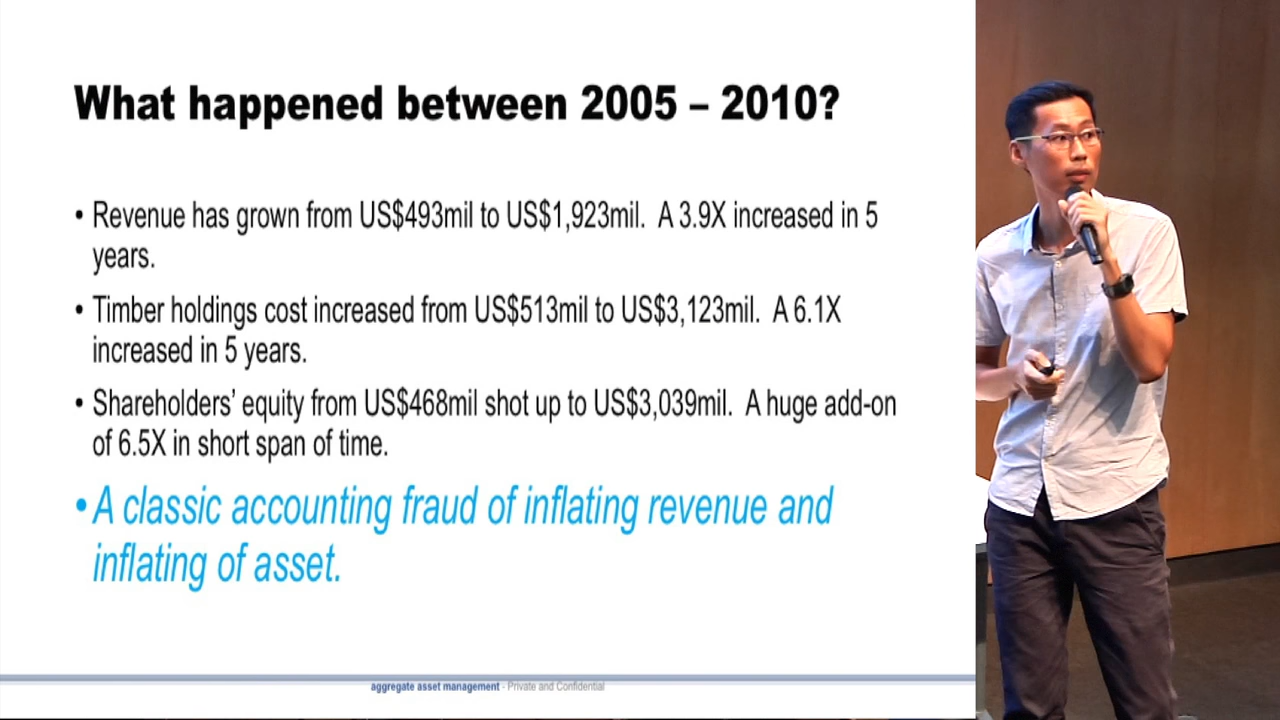 What happened between 2005 – 2010?
• Revenue has grown from US$493mil to US$1,923mil.  A 3.9X increased in 5
years.
• Timber holdings cost increased from US$513mil to US$3,123mil.  A 6.1X
increased in 5 years.
• Shareholders’ equity from US$468mil shot up to US$3,039mil.  A huge add-on
of 6.5X in short span of time.
• A classic accounting fraud of inflating revenue and
inflating of asset.
aggregate asset management - Private and Confidential